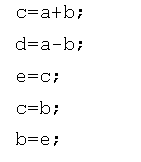 c=a+b;
d=a-b;
e=c;
c=b;
b=e;